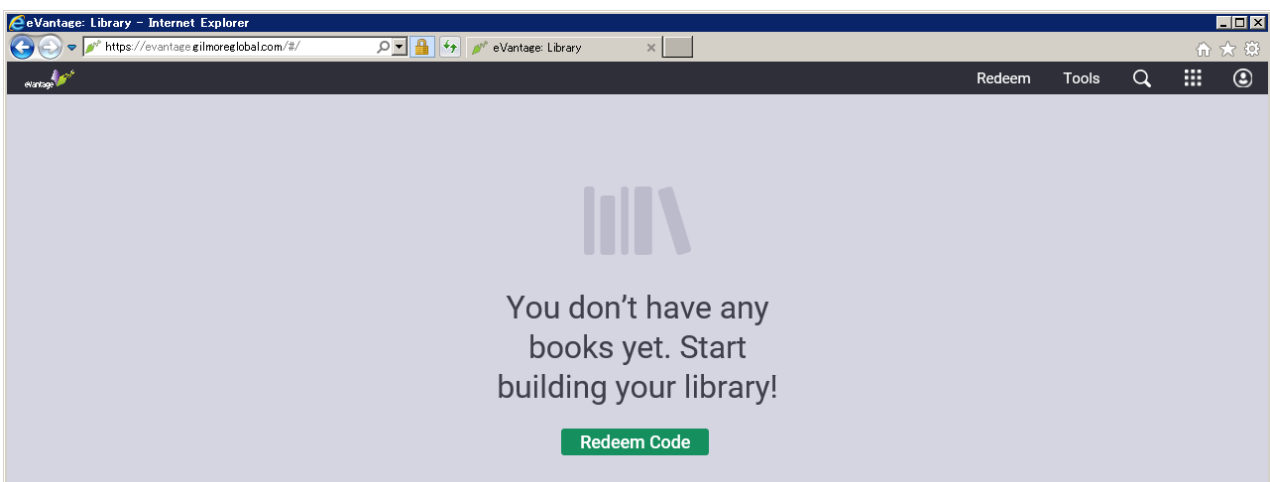 eVantage: Library - Internet Explorer
https://evantage.gilmoreglobal.com/#/
eVantage: Library
eVantage
Redeem Tools
You don't have any
books yet. Start
building your library!
Redeem Code